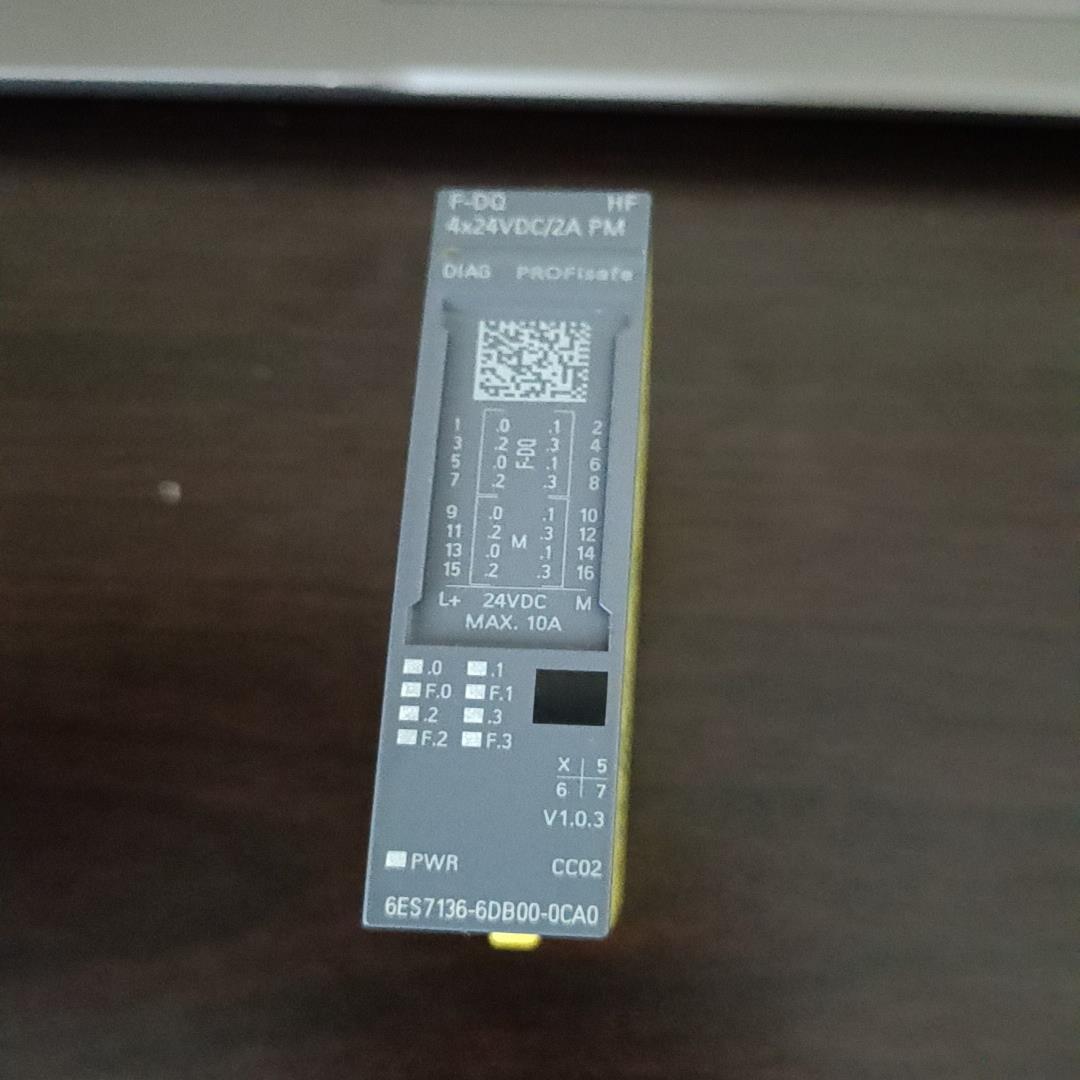 F-DQ HF
4x24VDC/2A PM
DIAG PROFIsafe
1 .0 .1 2
3 .2 .3 4
F-DQ
5 .0 .1 6
7 .2 .3 8
9 .0 .1 10
11 .2 .3 12
M
13 .0 .1 14
15 .2 .3 16
L+ 24VDC M
MAX. 10A
.0 .1
F.0 F.1
.2 .3
F.2 F.3
X 5
6 7
V1.0.3
PWR CC02
6ES7136-6DB00-0CA0